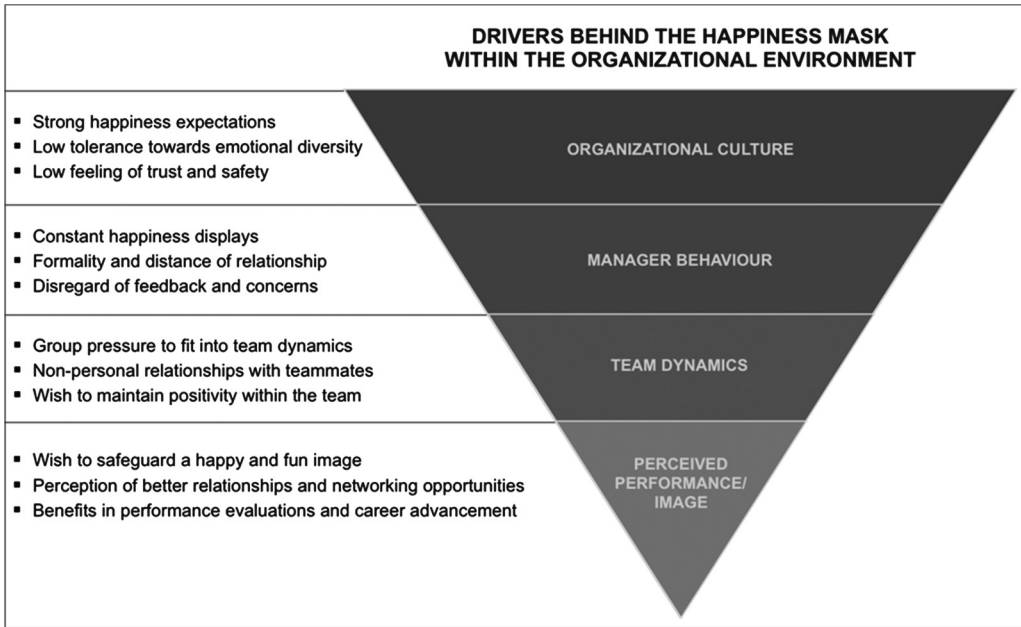 DRIVERS BEHIND THE HAPPINESS MASK
WITHIN THE ORGANIZATIONAL ENVIRONMENT
▪ Strong happiness expectations
▪ Low tolerance towards emotional diversity
▪ Low feeling of trust and safety
ORGANIZATIONAL CULTURE
▪ Constant happiness displays
▪ Formality and distance of relationship
▪ Disregard of feedback and concerns
MANAGER BEHAVIOUR
▪ Group pressure to fit into team dynamics
▪ Non-personal relationships with teammates
▪ Wish to maintain positivity within the team
TEAM DYNAMICS
▪ Wish to safeguard a happy and fun image
▪ Perception of better relationships and networking opportunities
▪ Benefits in performance evaluations and career advancement
PERCEIVED
PERFORMANCE/
IMAGE